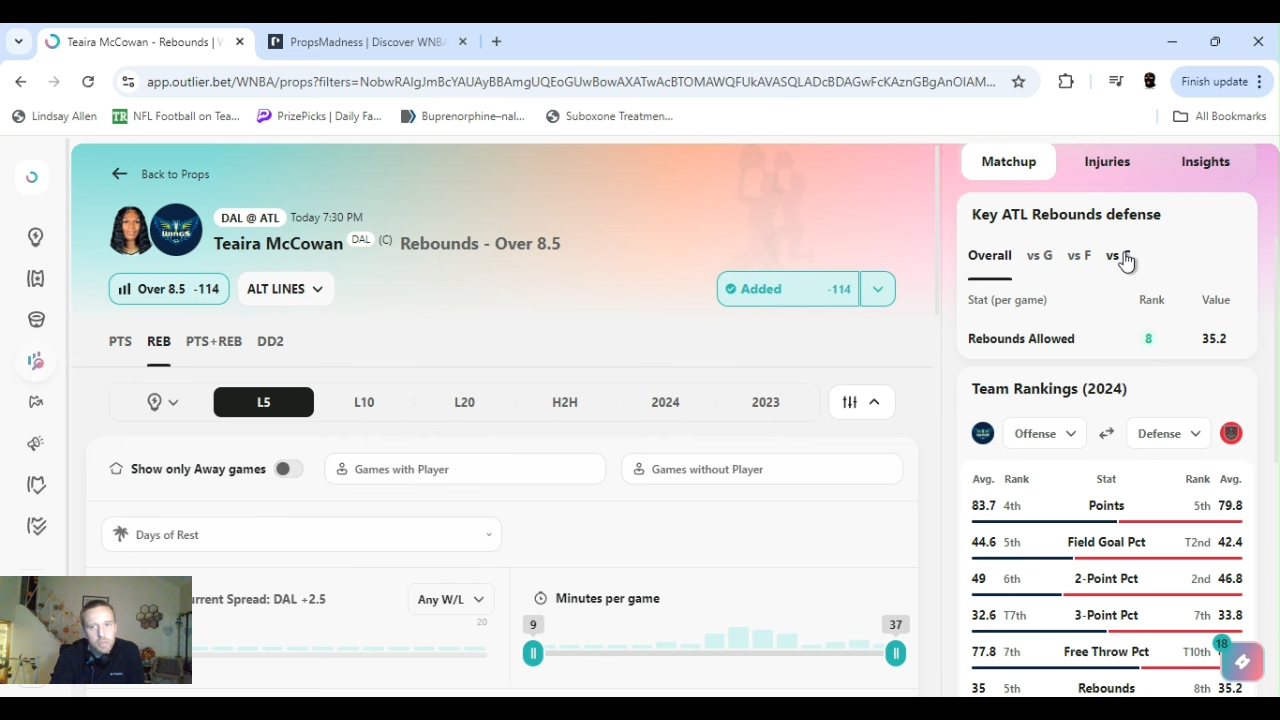 Teaira McCowan - Rebounds | W
PropsMadness | Discover WNBA
app.outlier.bet/WNBA/props?filters=NobwRAlgJmBcYAUAyBBAmgUQEoGUwBowAXATwAcBTOMAWQFUkAVASQLADcBDAGwFcKAznGBgAnOIAM...
Finish update
Lindsay Allen
NFL Football on Tea...
PrizePicks | Daily Fa...
Buprenorphine–nal...
Suboxone Treatmen...
All Bookmarks
Back to Props
Matchup Injuries Insights
DAL @ ATL Today 7:30 PM
WINGS
Teaira McCowan DAL (C) Rebounds - Over 8.5
Key ATL Rebounds defense
Overall vs G vs F vs
Over 8.5 -114 ALT LINES
Added -114
Stat (per game) Rank Value
Rebounds Allowed 8 35.2
PTS REB PTS+REB DD2
L5 L10 L20 H2H 2024 2023
Team Rankings (2024)
Offense Defense
Show only Away games
Games with Player
Games without Player
Avg. Rank Stat Rank Avg.
83.7 4th Points 5th 79.8
Days of Rest
44.6 5th Field Goal Pct T2nd 42.4
49 6th 2-Point Pct 2nd 46.8
urrent Spread: DAL +2.5
Any W/L
20
Minutes per game
9 37
32.6 T7th 3-Point Pct 7th 33.8
18
77.8 7th Free Throw Pct T10th
35 5th Rebounds 8th 35.2